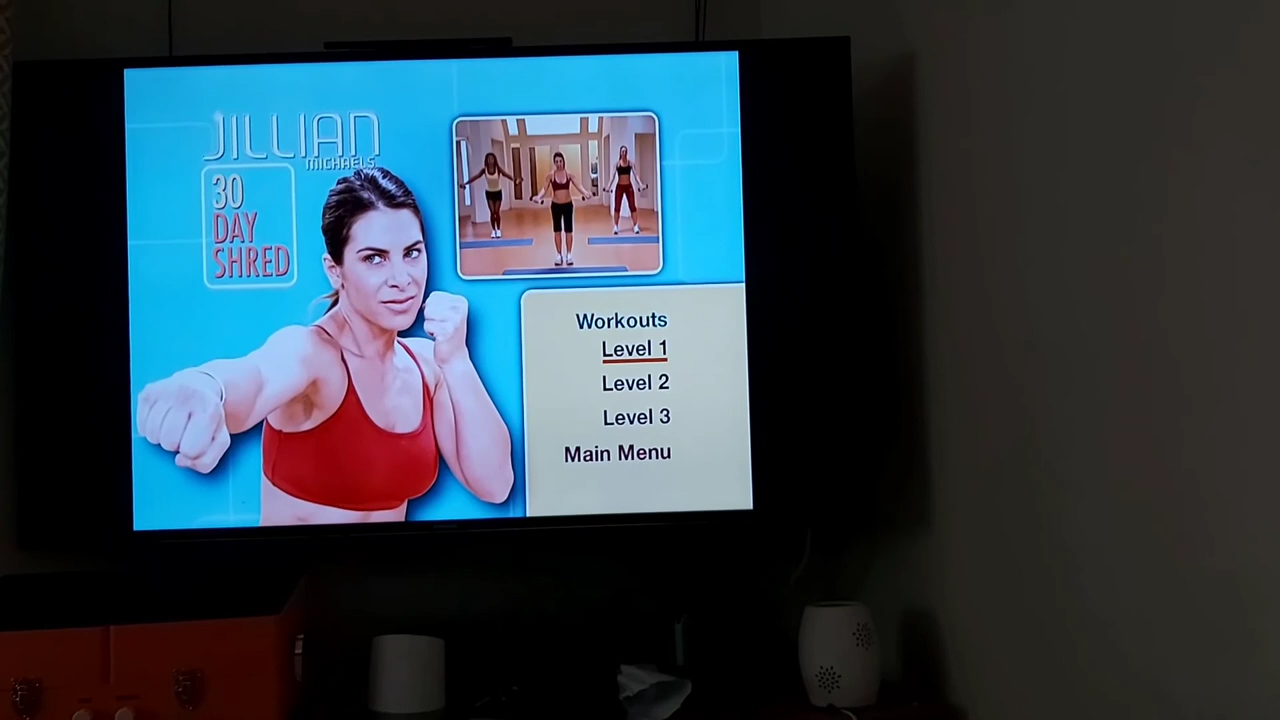 JILLIAN
MICHAELS
30
DAY
SHRED
Workouts
Level 1
Level 2
Level 3
Main Menu